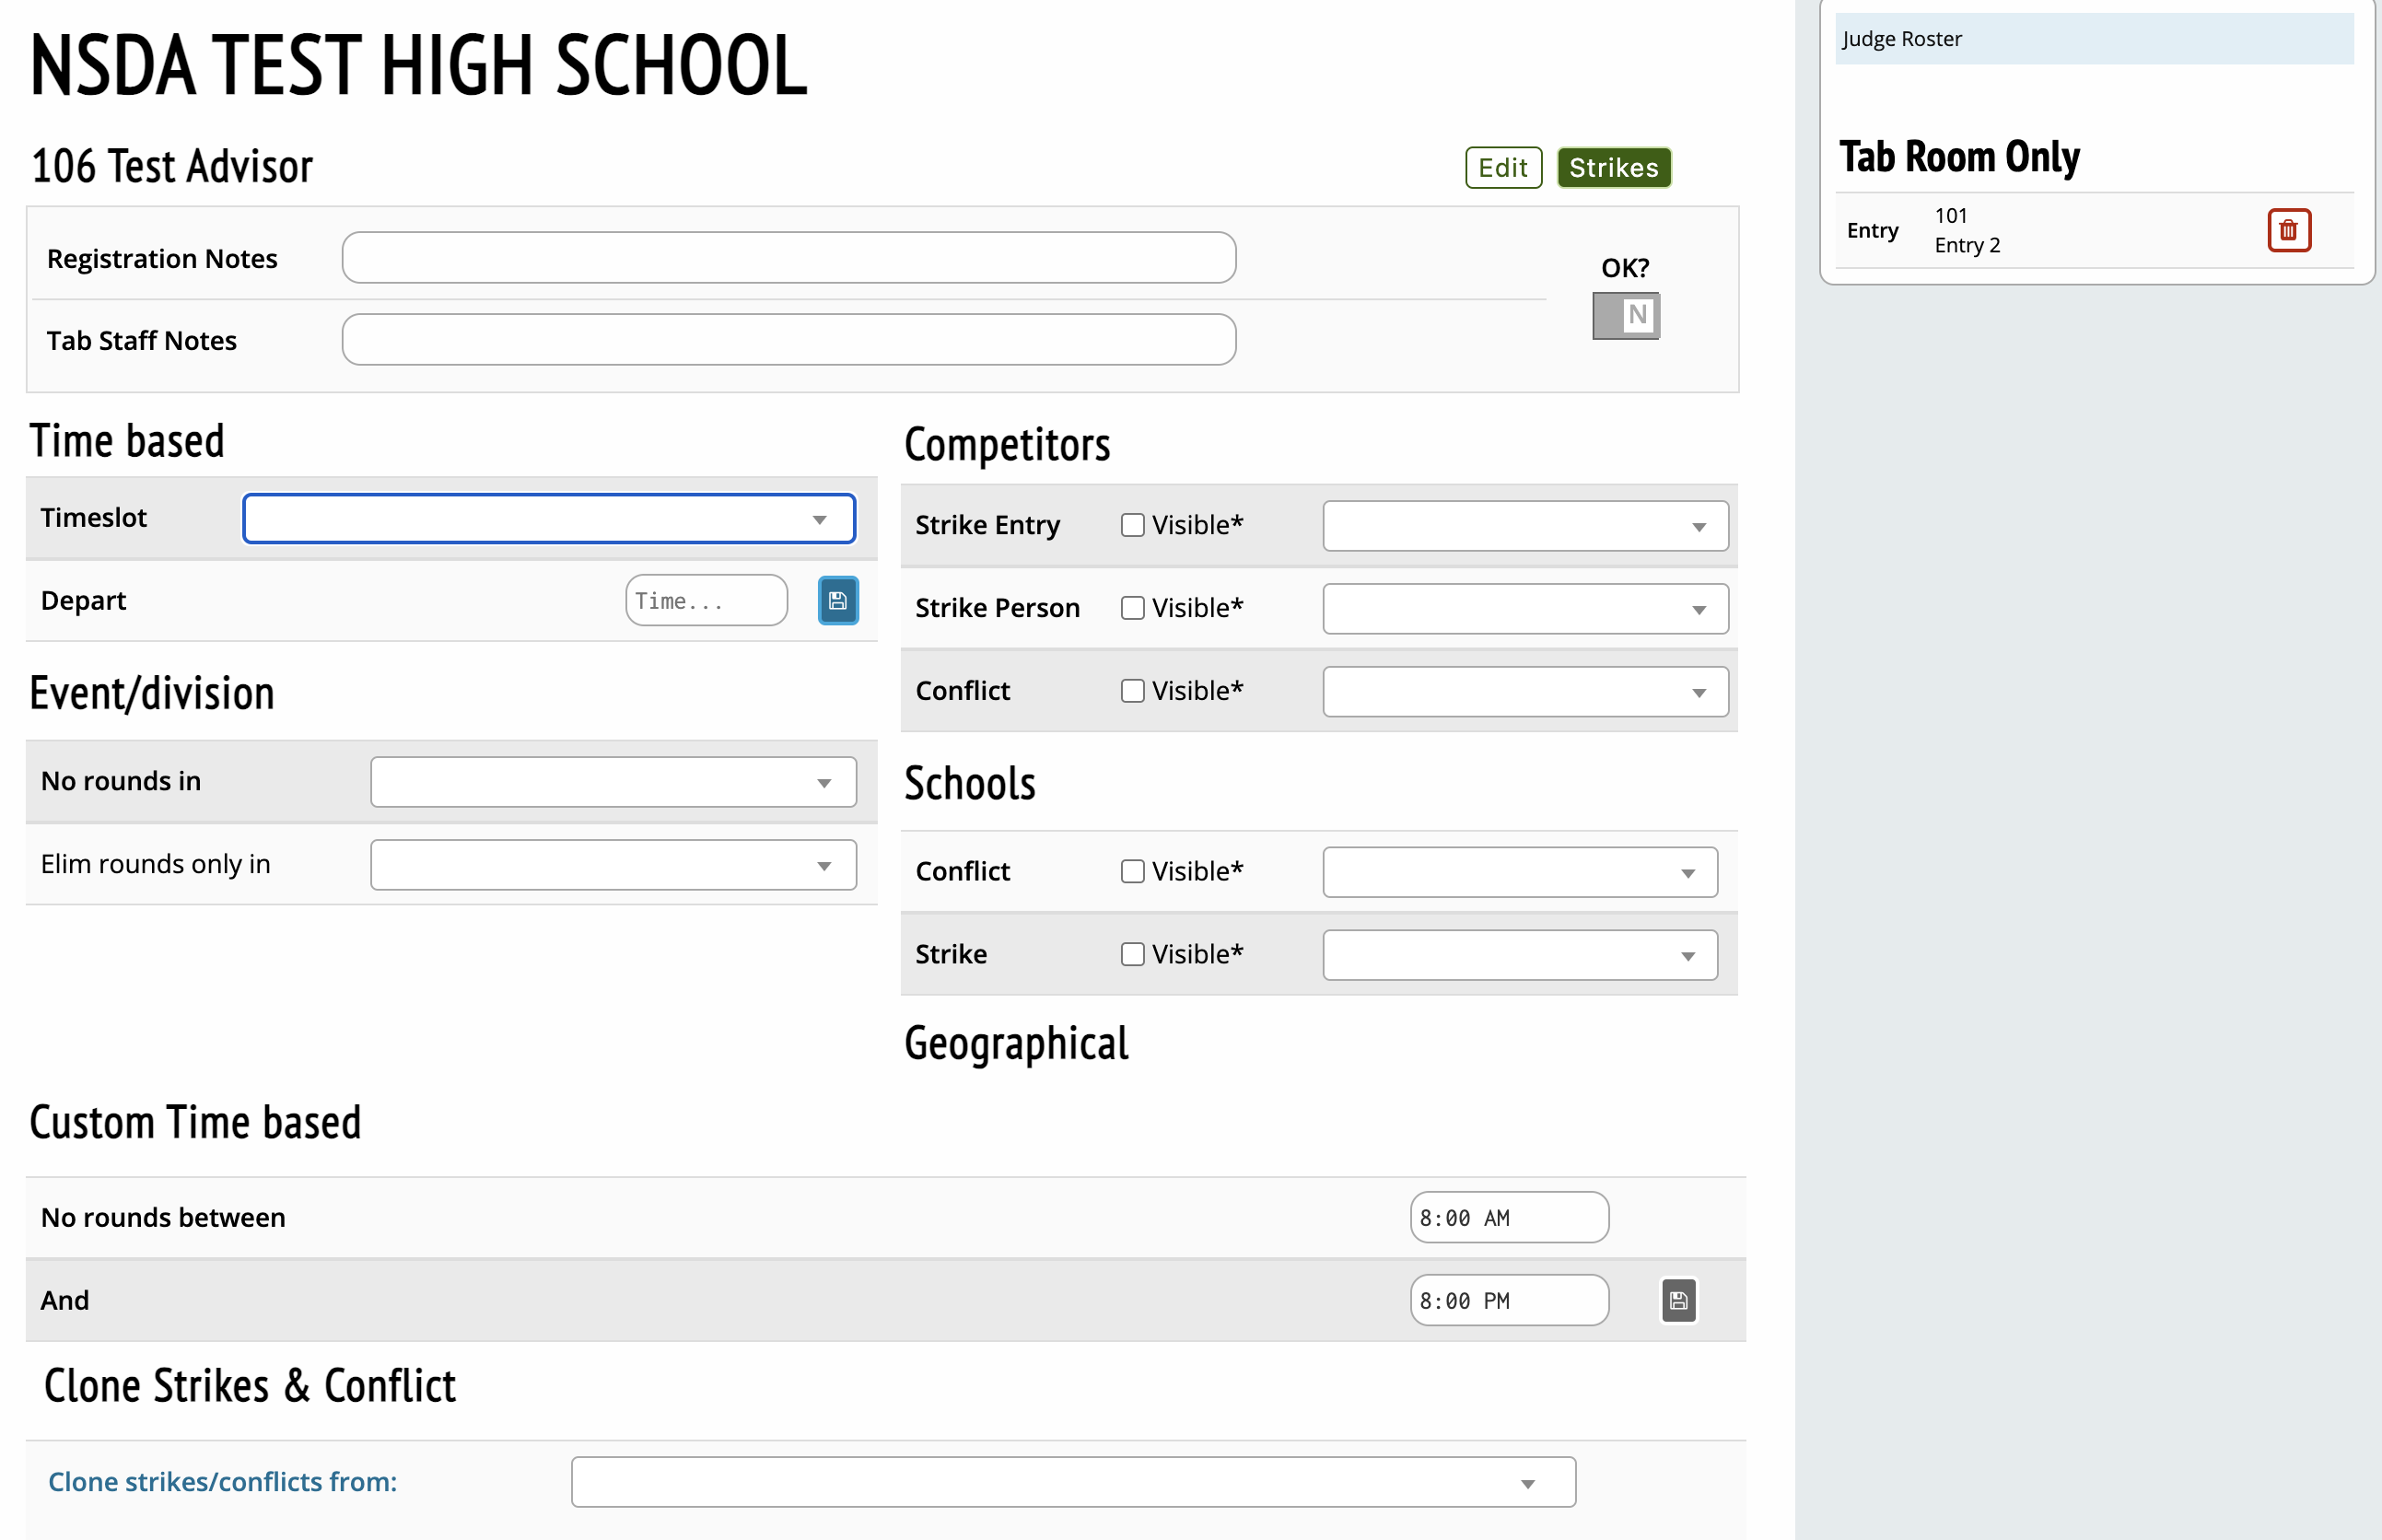 NSDA TEST HIGH SCHOOL
106 Test Advisor
Edit
Strikes
Registration Notes
Tab Staff Notes
OK?
N
Time based
Timeslot
Depart
Time...
Event/division
No rounds in
Elim rounds only in
Competitors
Strike Entry Visible*
Strike Person Visible*
Conflict Visible*
Schools
Conflict Visible*
Strike Visible*
Geographical
Custom Time based
No rounds between 8:00 AM
And 8:00 PM
Clone Strikes & Conflict
Clone strikes/conflicts from:
Judge Roster
Tab Room Only
Entry
101
Entry 2